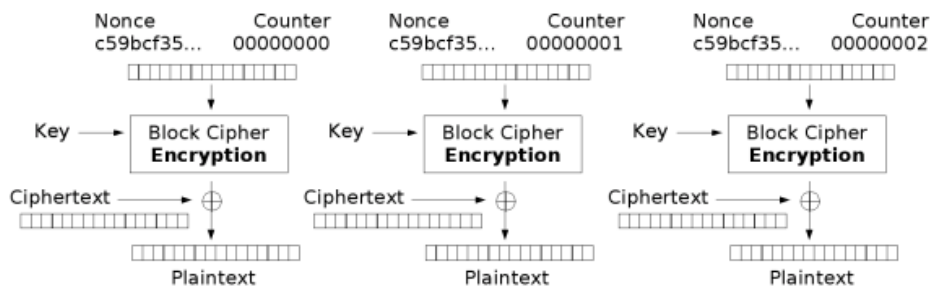 Nonce Counter
c59bcf35... 00000000
Key
Block Cipher
Encryption
Ciphertext
Plaintext
Nonce Counter
c59bcf35... 00000001
Key
Block Cipher
Encryption
Ciphertext
Plaintext
Nonce Counter
c59bcf35... 00000002
Key
Block Cipher
Encryption
Ciphertext
Plaintext